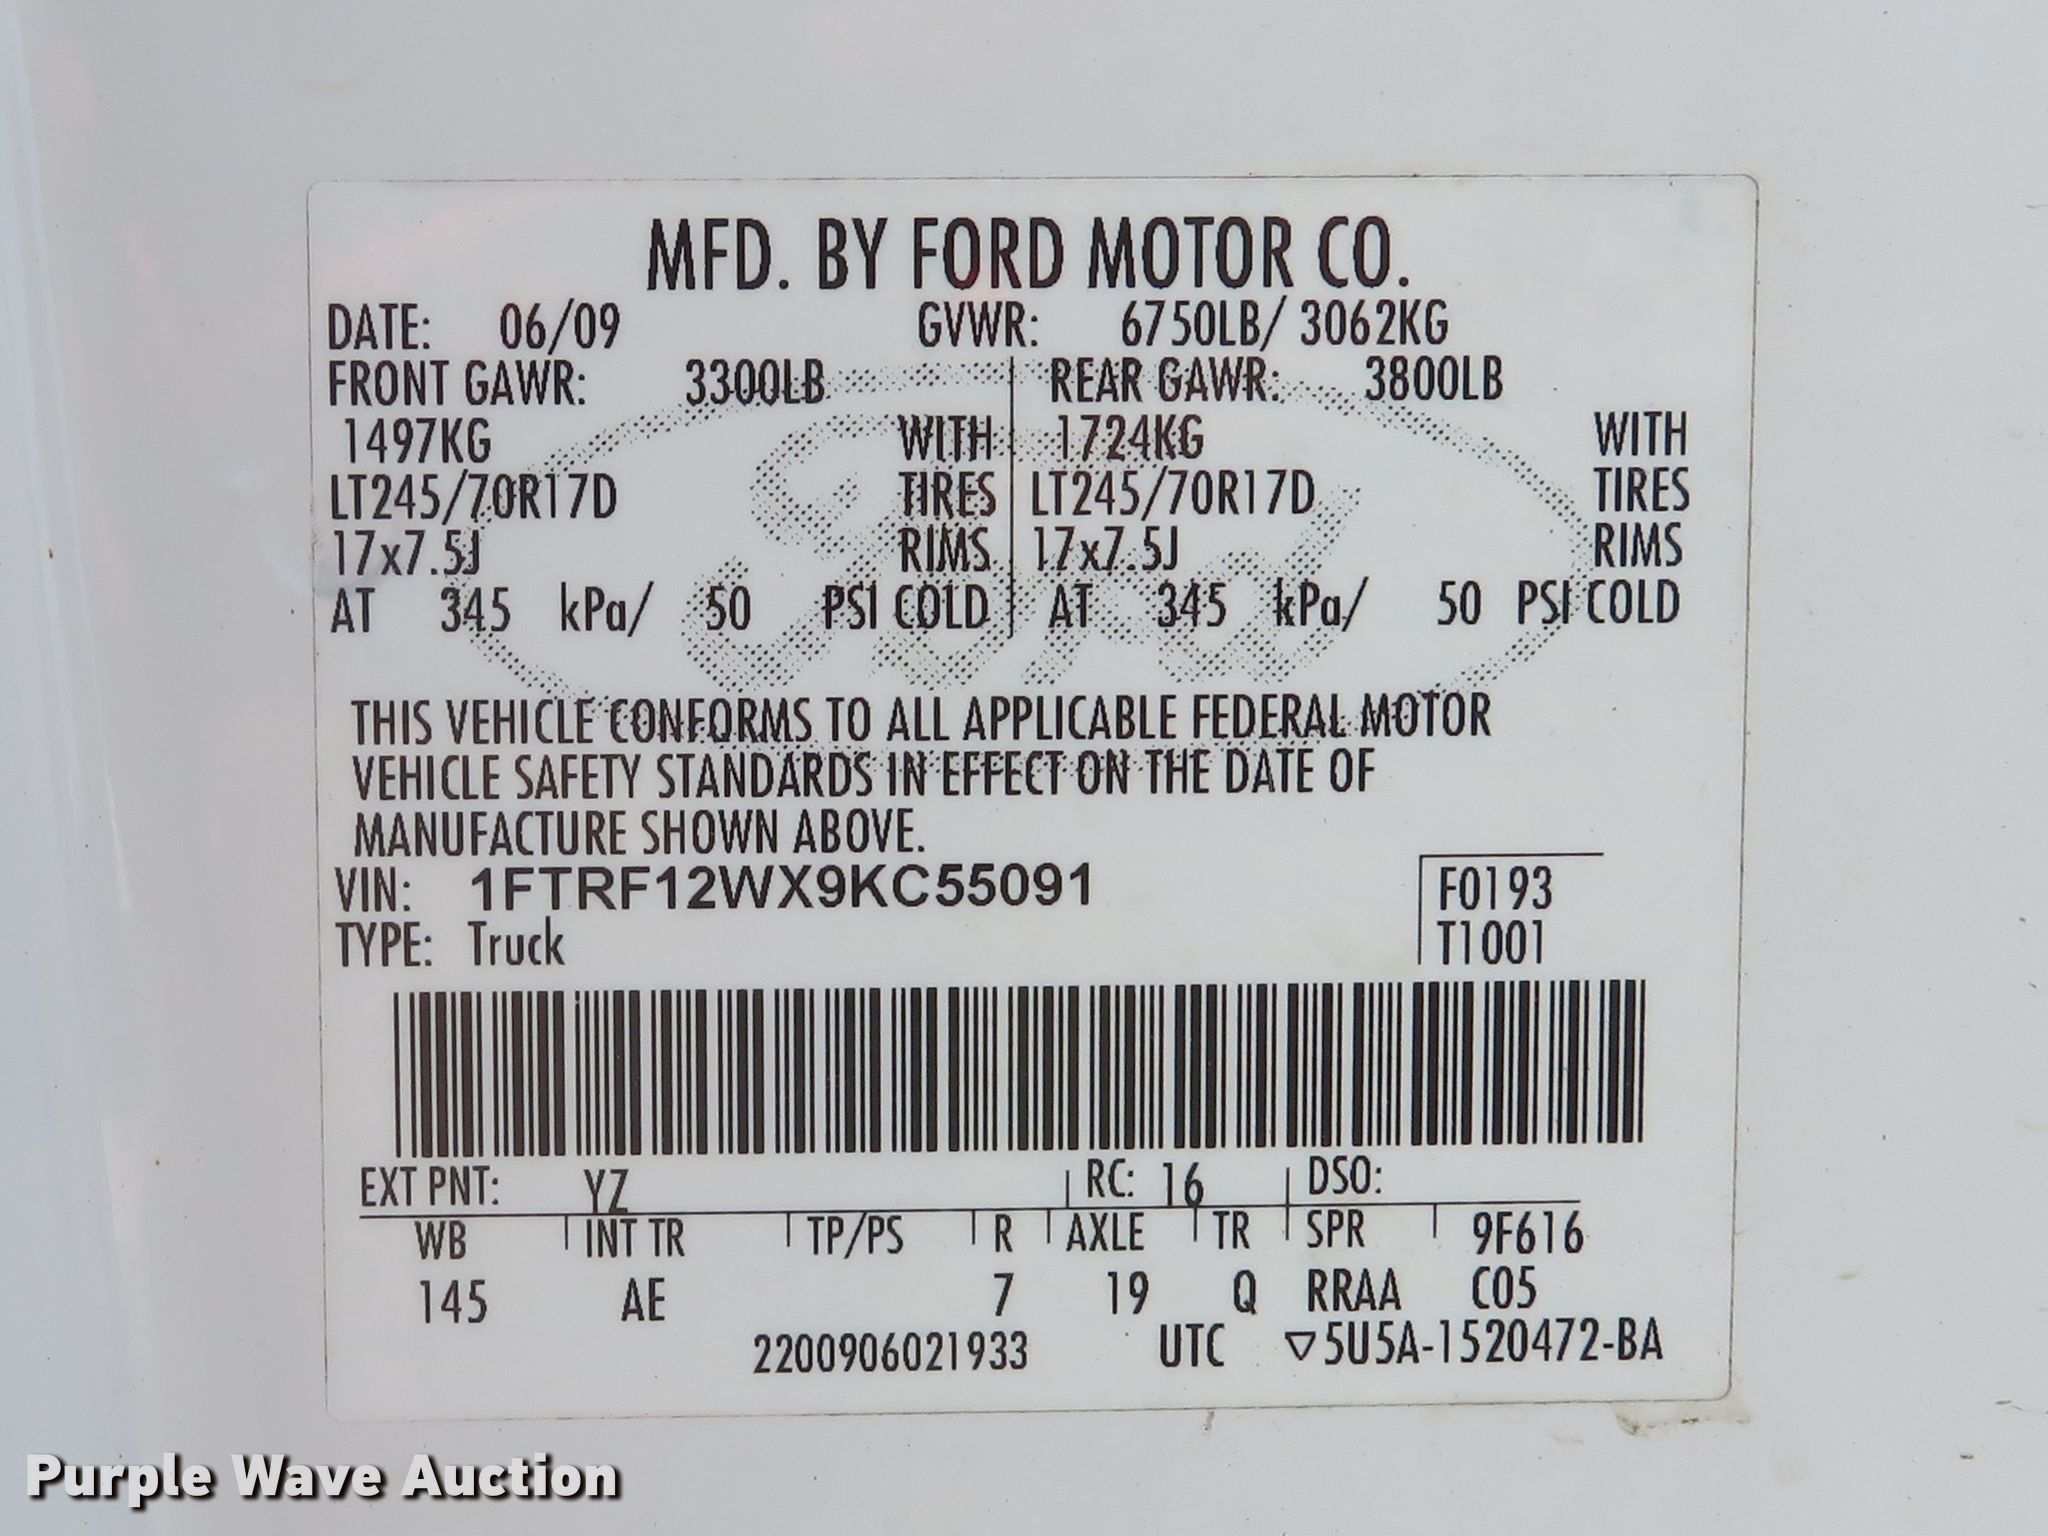 MFD. BY FORD MOTOR CO.
DATE: 06/09 GVWR: 6750LB/ 3062KG
FRONT GAWR: 3300LB REAR GAWR: 3800LB
1497KG WITH 1724KG WITH
LT245/70R17D TIRES LT245/70R17D TIRES
17x7.5J RIMS 17x7.5J RIMS
AT 345 kPa/ 50 PSI COLD AT 345 kPa/ 50 PSI COLD
Ford
THIS VEHICLE CONFORMS TO ALL APPLICABLE FEDERAL MOTOR
VEHICLE SAFETY STANDARDS IN EFFECT ON THE DATE OF
MANUFACTURE SHOWN ABOVE.
VIN: 1FTRF12WX9KC55091 F0193
TYPE: Truck T1001
EXT PNT: YZ RC: 16 DSO:
WB INT TR TP/PS R AXLE TR SPR 9F616
145 AE 7 19 Q RRAA C05
2200906021933 UTC ▽5U5A-1520472-BA
Purple Wave Auction